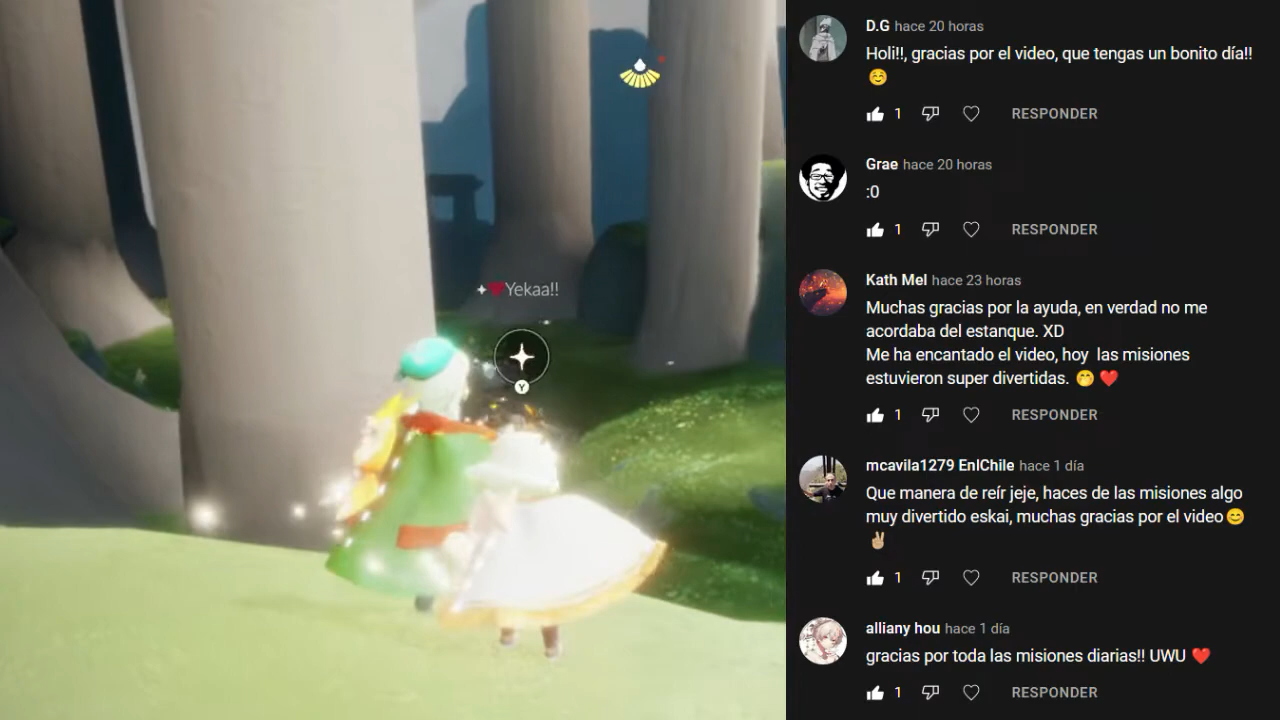 Yekaa!!
Y
D.G hace 20 horas
Holi!!, gracias por el video, que tengas un bonito día!!
☺️
1 RESPONDER
Grae hace 20 horas
:0
1 RESPONDER
Kath Mel hace 23 horas
Muchas gracias por la ayuda, en verdad no me
acordaba del estanque. XD
Me ha encantado el video, hoy las misiones
estuvieron super divertidas. 🤭 ❤️
1 RESPONDER
mcavila1279 EnlChile hace 1 día
Que manera de reír jeje, haces de las misiones algo
muy divertido eskai, muchas gracias por el video😊
✌🏽
1 RESPONDER
alliany hou hace 1 día
gracias por toda las misiones diarias!! UWU ❤️
1 RESPONDER